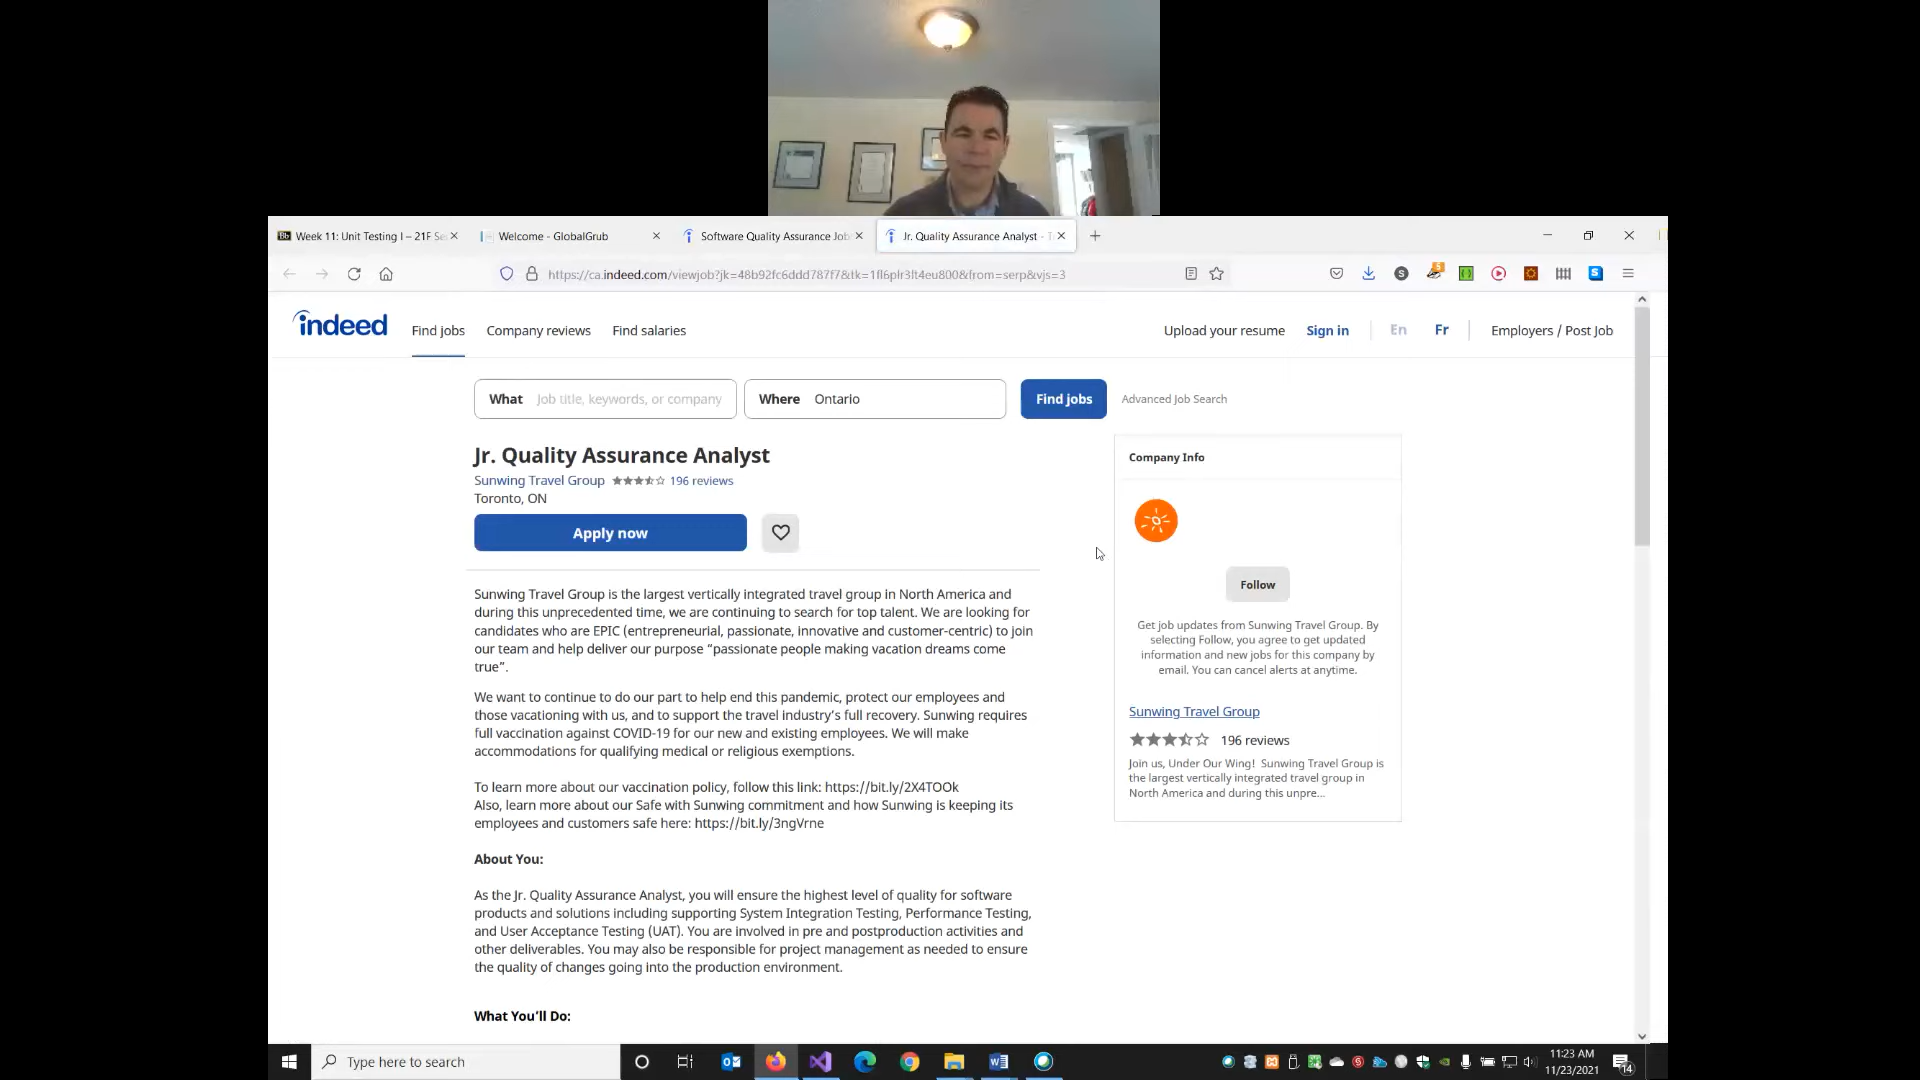 Week 11: Unit Testing I – 21F Se
Welcome - GlobalGrub
Software Quality Assurance Job
Jr. Quality Assurance Analyst -
https://ca.indeed.com/viewjob?jk=48b92fc6ddd787f7&tk=1fl6plr3lt4eu800&from=serp&vjs=3
indeed
Find jobs
Company reviews
Find salaries
Upload your resume
Sign in
En
Fr
Employers / Post Job
What Job title, keywords, or company
Where Ontario
Find jobs
Advanced Job Search
Jr. Quality Assurance Analyst
Sunwing Travel Group 196 reviews
Toronto, ON
Apply now
Sunwing Travel Group is the largest vertically integrated travel group in North America and
during this unprecedented time, we are continuing to search for top talent. We are looking for
candidates who are EPIC (entrepreneurial, passionate, innovative and customer-centric) to join
our team and help deliver our purpose “passionate people making vacation dreams come
true”.
We want to continue to do our part to help end this pandemic, protect our employees and
those vacationing with us, and to support the travel industry’s full recovery. Sunwing requires
full vaccination against COVID-19 for our new and existing employees. We will make
accommodations for qualifying medical or religious exemptions.
To learn more about our vaccination policy, follow this link: https://bit.ly/2X4TOOk
Also, learn more about our Safe with Sunwing commitment and how Sunwing is keeping its
employees and customers safe here: https://bit.ly/3ngVrne
About You:
As the Jr. Quality Assurance Analyst, you will ensure the highest level of quality for software
products and solutions including supporting System Integration Testing, Performance Testing,
and User Acceptance Testing (UAT). You are involved in pre and postproduction activities and
other deliverables. You may also be responsible for project management as needed to ensure
the quality of changes going into the production environment.
What You’ll Do:
Company Info
Follow
Get job updates from Sunwing Travel Group. By
selecting Follow, you agree to get updated
information and new jobs for this company by
email. You can cancel alerts at anytime.
Sunwing Travel Group
196 reviews
Join us, Under Our Wing! Sunwing Travel Group is
the largest vertically integrated travel group in
North America and during this unpre...
Type here to search
11:23 AM
11/23/2021
14